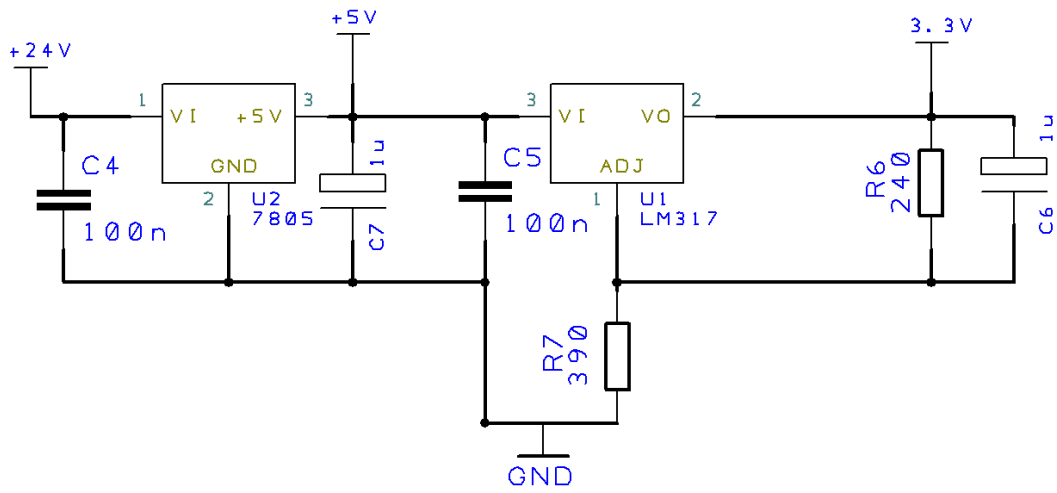 +24V
+5V
3.3V
1
VI
+5V
3
GND
2
U2
7805
C4
100n
1u
C7
C5
100n
3
VI
VO
2
ADJ
1
U1
LM317
R6
240
1u
C6
R7
390
GND